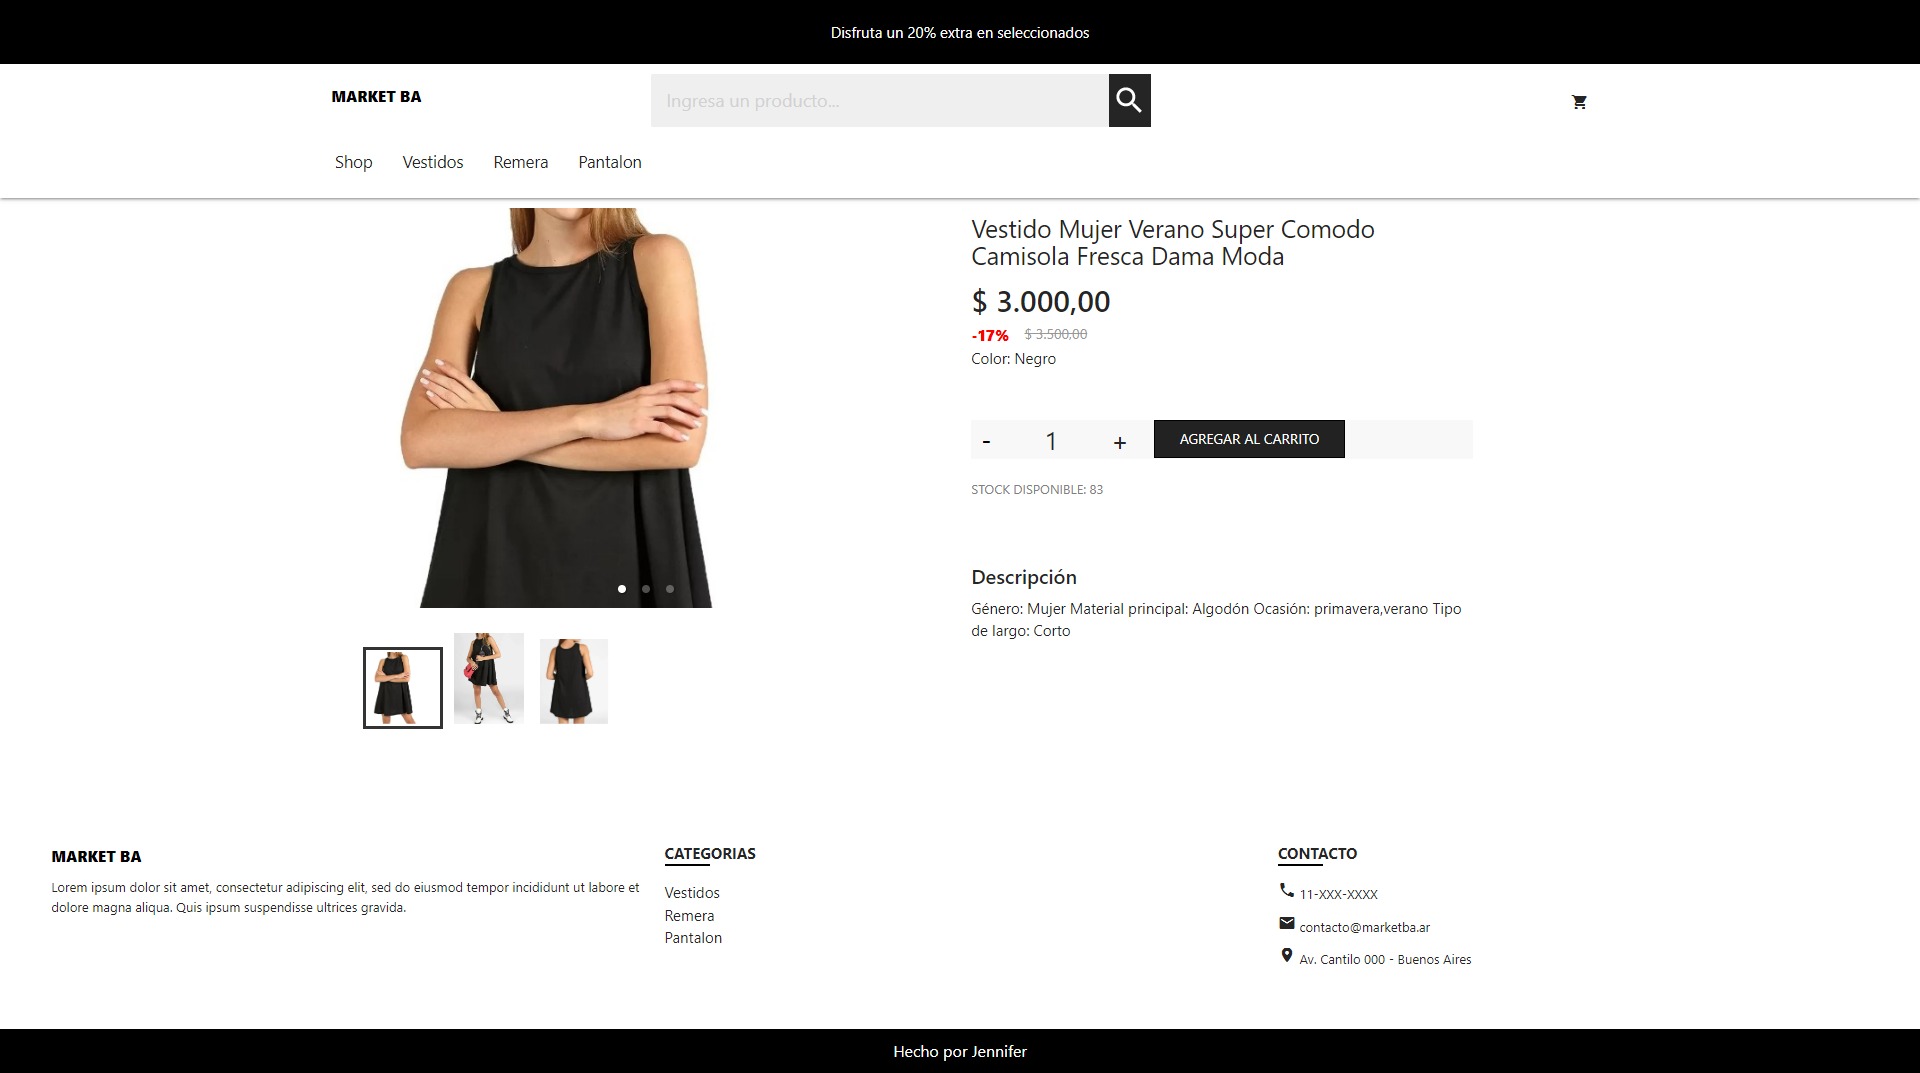 Disfruta un 20% extra en seleccionados
MARKET BA
Ingresa un producto...
Shop Vestidos Remera Pantalon
Vestido Mujer Verano Super Comodo
Camisola Fresca Dama Moda
$ 3.000,00
-17% $ 3.500,00
Color: Negro
- 1 + AGREGAR AL CARRITO
STOCK DISPONIBLE: 83
Descripción
Género: Mujer Material principal: Algodón Ocasión: primavera,verano Tipo
de largo: Corto
MARKET BA
Lorem ipsum dolor sit amet, consectetur adipiscing elit, sed do eiusmod tempor incididunt ut labore et
dolore magna aliqua. Quis ipsum suspendisse ultrices gravida.
CATEGORIAS
Vestidos
Remera
Pantalon
CONTACTO
11-XXX-XXXX
contacto@marketba.ar
Av. Cantilo 000 - Buenos Aires
Hecho por Jennifer